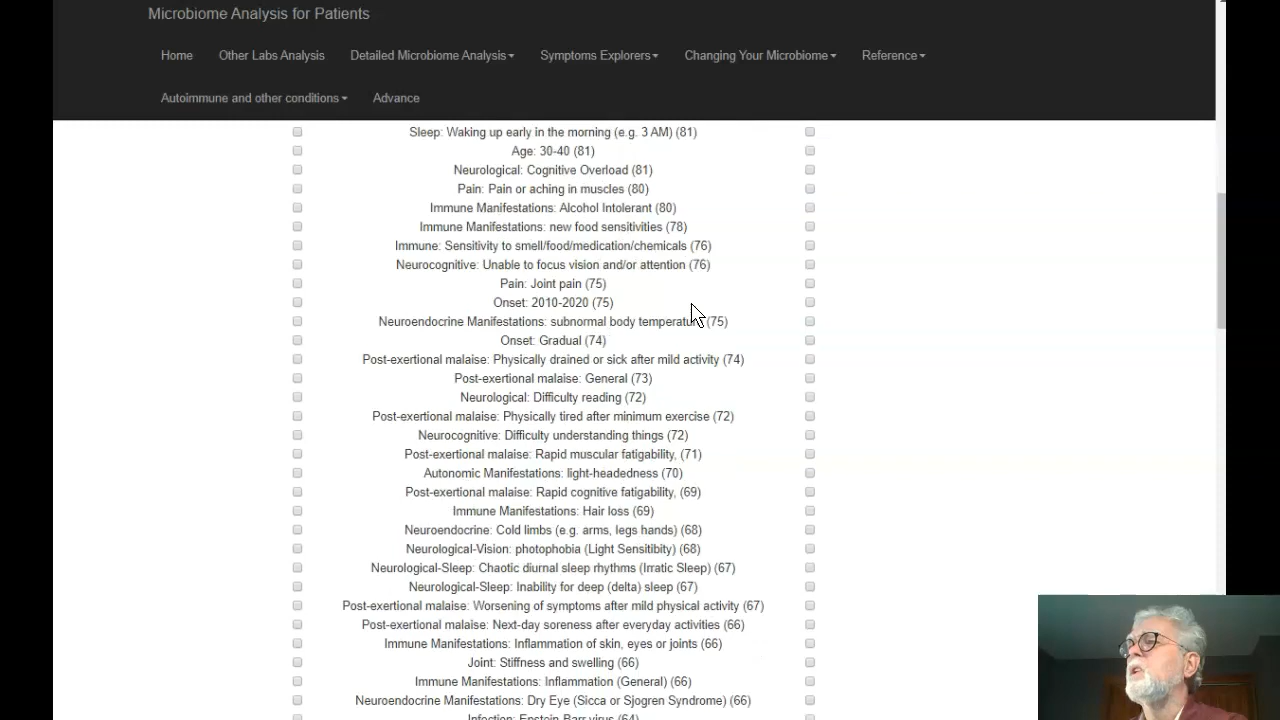 Microbiome Analysis for Patients
Home Other Labs Analysis Detailed Microbiome Analysis Symptoms Explorers Changing Your Microbiome Reference
Autoimmune and other conditions Advance
Sleep: Waking up early in the morning (e.g. 3 AM) (81)
Age: 30-40 (81)
Neurological: Cognitive Overload (81)
Pain: Pain or aching in muscles (80)
Immune Manifestations: Alcohol Intolerant (80)
Immune Manifestations: new food sensitivities (78)
Immune: Sensitivity to smell/food/medication/chemicals (76)
Neurocognitive: Unable to focus vision and/or attention (76)
Pain: Joint pain (75)
Onset: 2010-2020 (75)
Neuroendocrine Manifestations: subnormal body temperature (75)
Onset: Gradual (74)
Post-exertional malaise: Physically drained or sick after mild activity (74)
Post-exertional malaise: General (73)
Neurological: Difficulty reading (72)
Post-exertional malaise: Physically tired after minimum exercise (72)
Neurocognitive: Difficulty understanding things (72)
Post-exertional malaise: Rapid muscular fatigability, (71)
Autonomic Manifestations: light-headedness (70)
Post-exertional malaise: Rapid cognitive fatigability, (69)
Immune Manifestations: Hair loss (69)
Neuroendocrine: Cold limbs (e.g. arms, legs hands) (68)
Neurological-Vision: photophobia (Light Sensitibity) (68)
Neurological-Sleep: Chaotic diurnal sleep rhythms (Irratic Sleep) (67)
Neurological-Sleep: Inability for deep (delta) sleep (67)
Post-exertional malaise: Worsening of symptoms after mild physical activity (67)
Post-exertional malaise: Next-day soreness after everyday activities (66)
Immune Manifestations: Inflammation of skin, eyes or joints (66)
Joint: Stiffness and swelling (66)
Immune Manifestations: Inflammation (General) (66)
Neuroendocrine Manifestations: Dry Eye (Sicca or Sjogren Syndrome) (66)
Infection: Epstein-Barr virus (64)